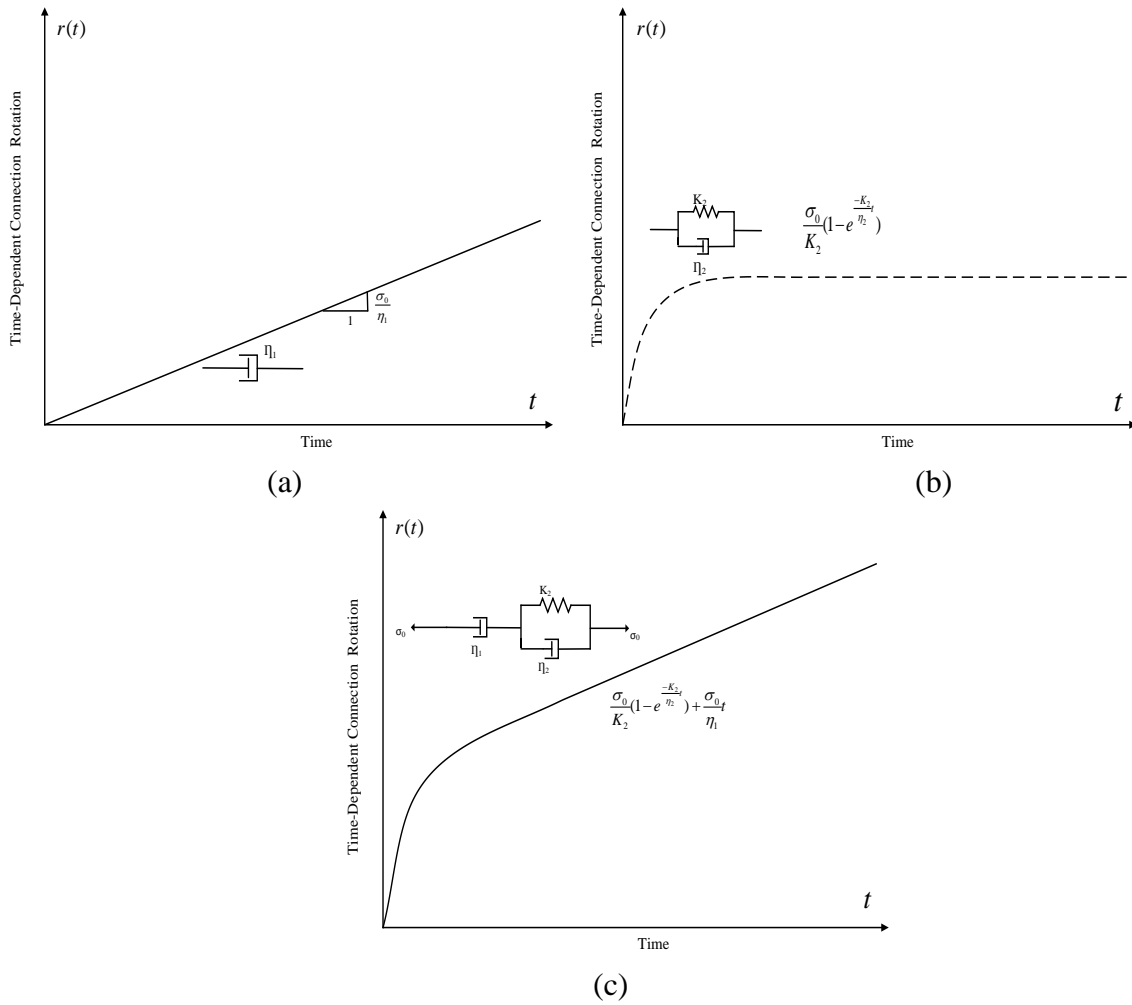 r(t)
Time-Dependent Connection Rotation
σ₀/η₁
1
η₁
t
Time
(a)
r(t)
Time-Dependent Connection Rotation
K₂
η₂
σ₀/K₂(1-e^(-K₂/η₂ t))
t
Time
(b)
r(t)
Time-Dependent Connection Rotation
K₂
σ₀
σ₀
η₁
η₂
σ₀/K₂(1-e^(-K₂/η₂ t))+σ₀/η₁ t
t
Time
(c)